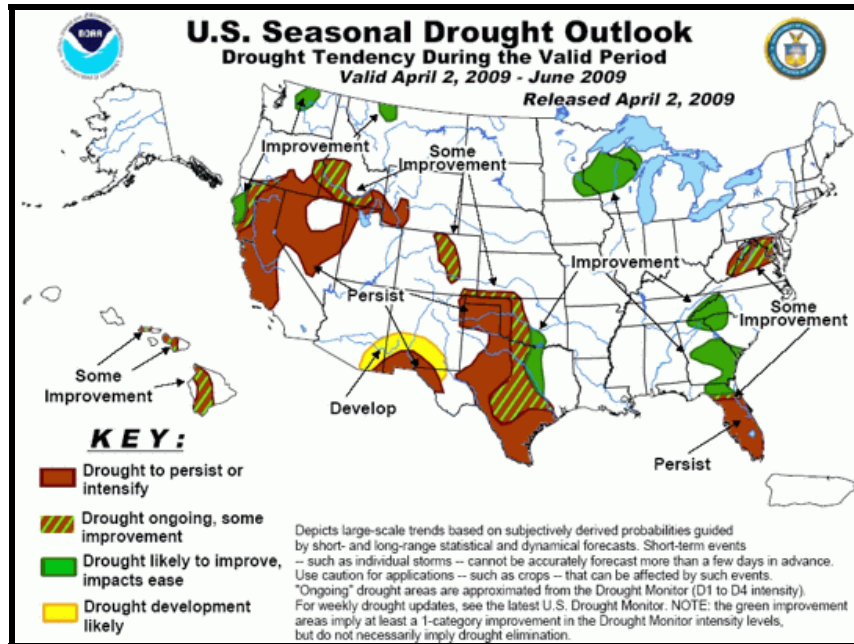 U.S. Seasonal Drought Outlook
Drought Tendency During the Valid Period
Valid April 2, 2009 - June 2009
Released April 2, 2009
NOAA
Improvement
Some
Improvement
Improvement
Persist
Some
Improvement
Some
Improvement
Develop
Persist
KEY:
Drought to persist or
intensify
Drought ongoing, some
improvement
Drought likely to improve,
impacts ease
Drought development
likely
Depicts large-scale trends based on subjectively derived probabilities guided
by short- and long-range statistical and dynamical forecasts. Short-term events
-- such as individual storms -- cannot be accurately forecast more than a few days in advance.
Use caution for applications -- such as crops -- that can be affected by such events.
"Ongoing" drought areas are approximated from the Drought Monitor (D1 to D4 intensity).
For weekly drought updates, see the latest U.S. Drought Monitor. NOTE: the green improvement
areas imply at least a 1-category improvement in the Drought Monitor intensity levels,
but do not necessarily imply drought elimination.